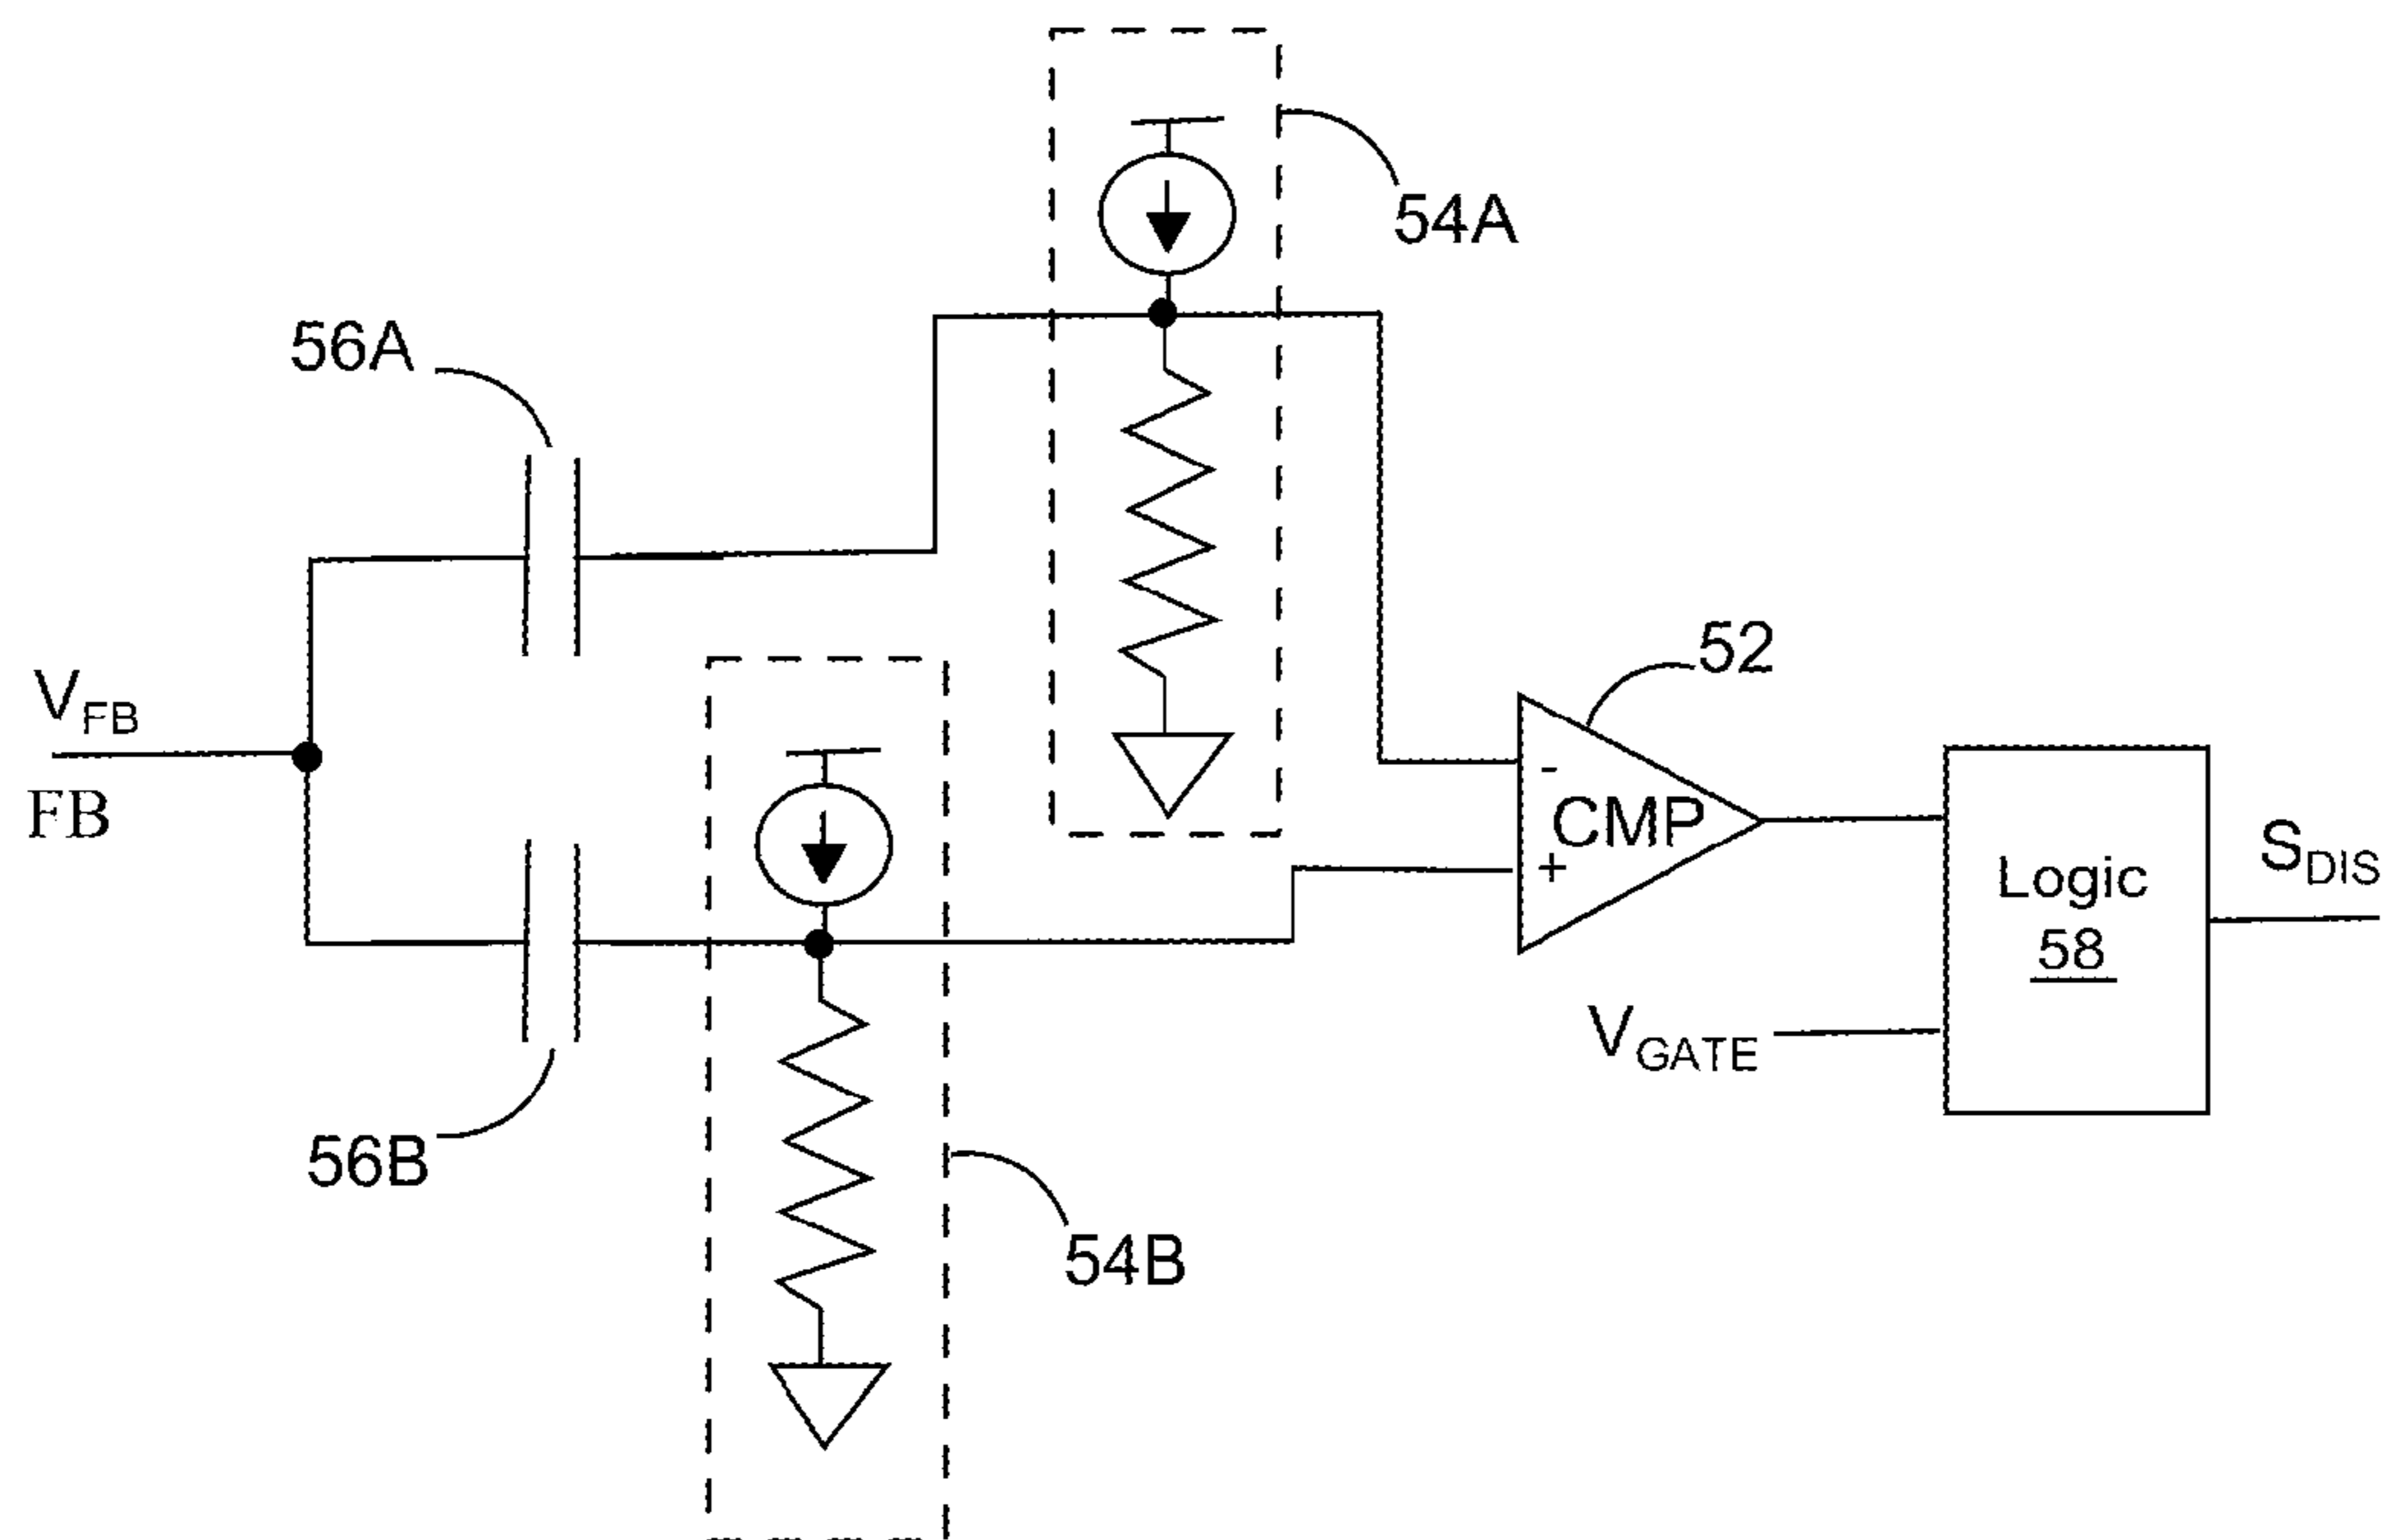 54A
56A
52
V_FB
FB
-
CMP
+
Logic
58
S_DIS
V_GATE
56B
54B